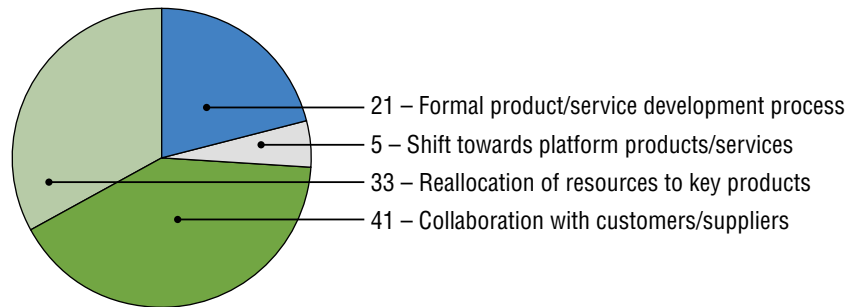 21 – Formal product/service development process
5 – Shift towards platform products/services
33 – Reallocation of resources to key products
41 – Collaboration with customers/suppliers